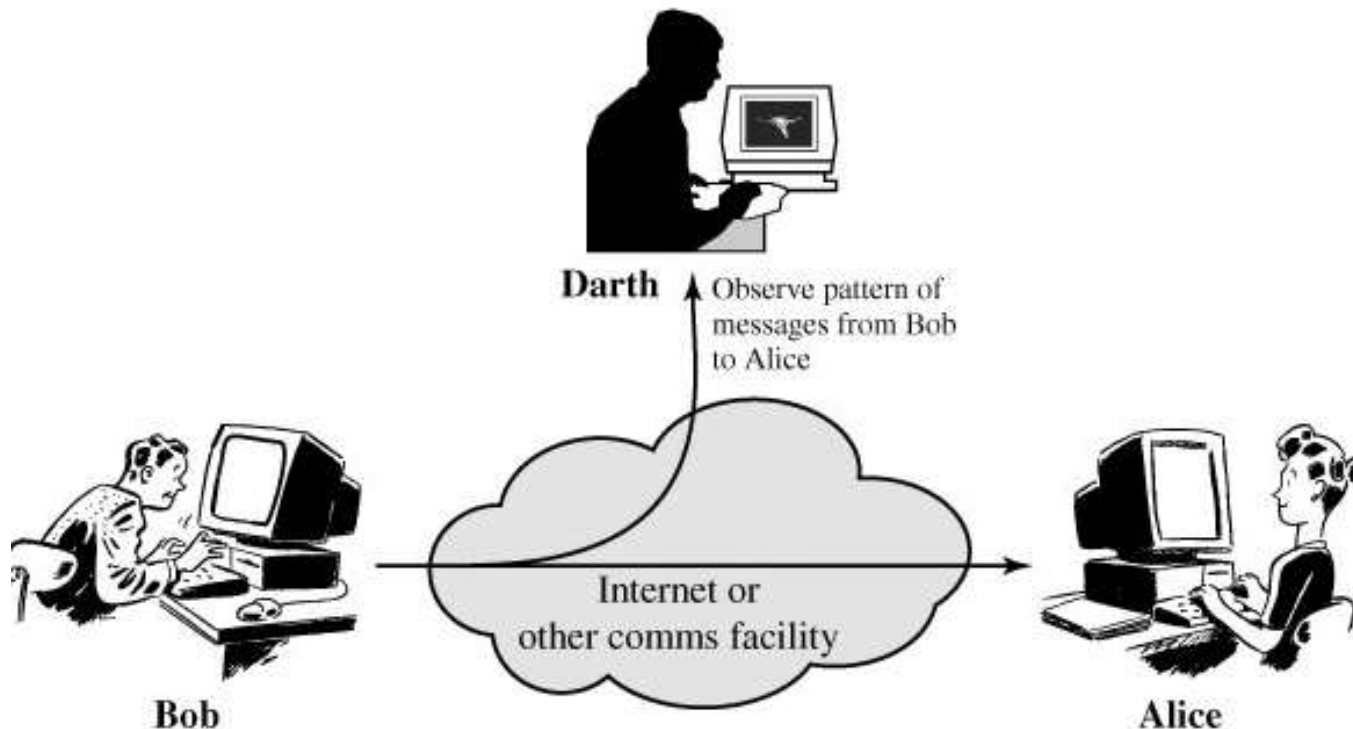 Darth
Observe pattern of
messages from Bob
to Alice
Internet or
other comms facility
Bob
Alice